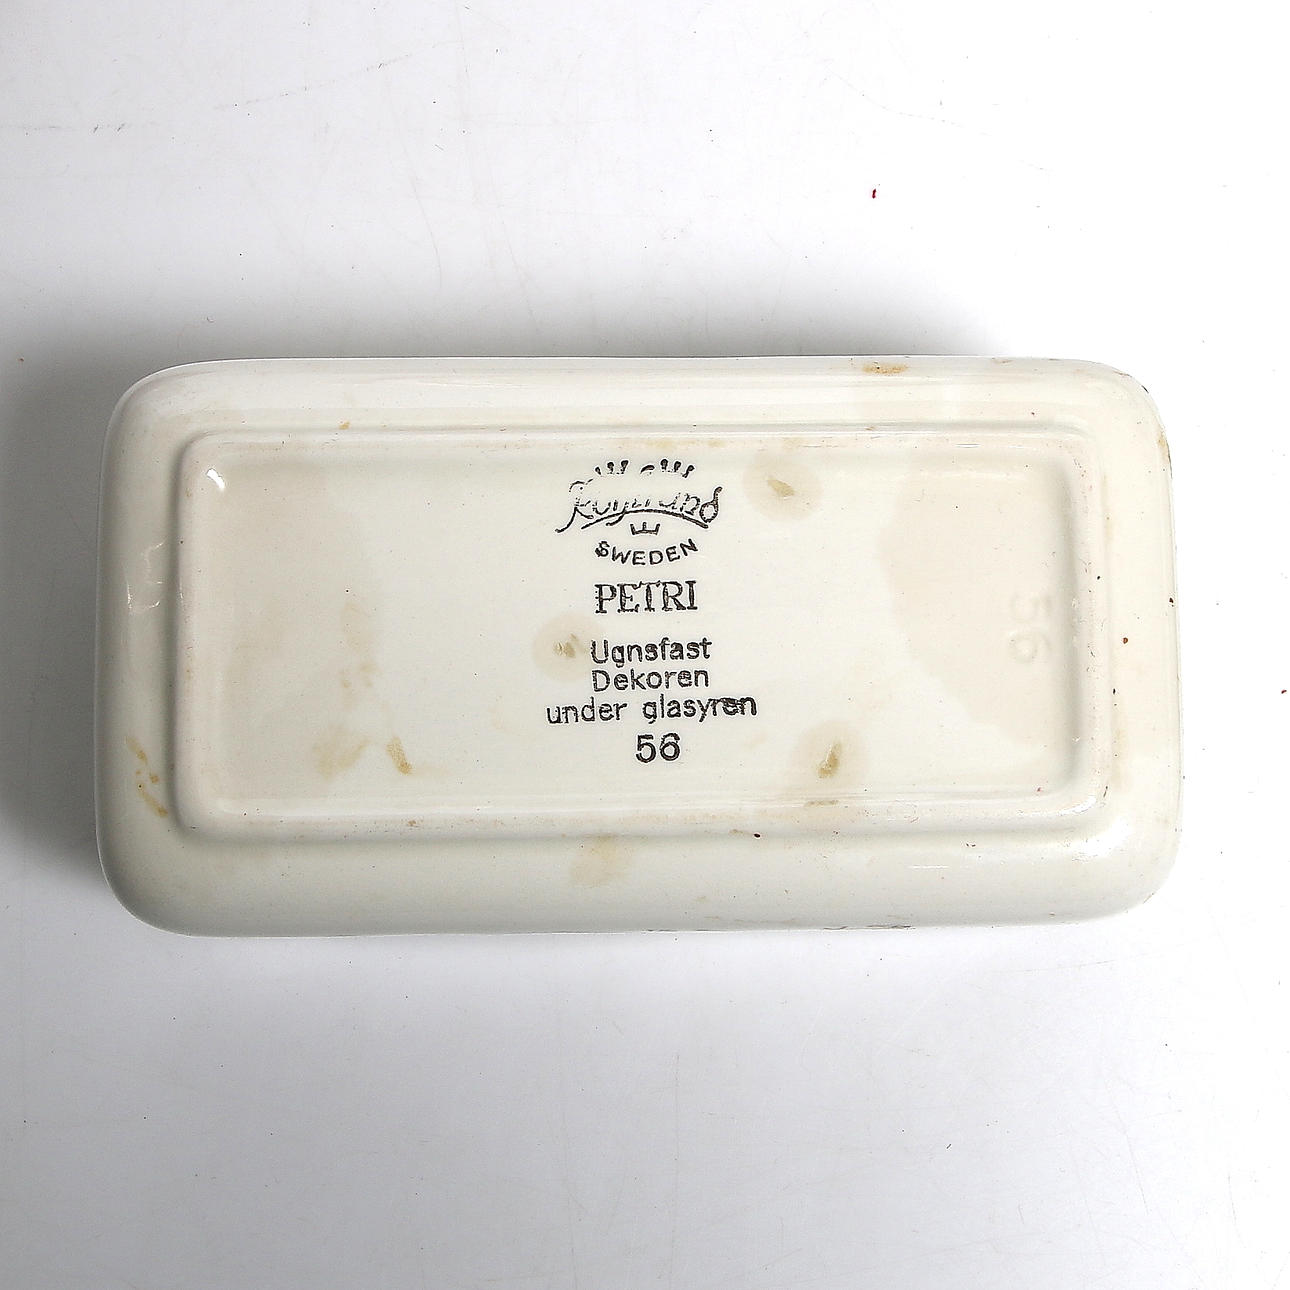 Rörstrand
SWEDEN
PETRI
Ugnsfast
Dekoren
under glasyren
56
56